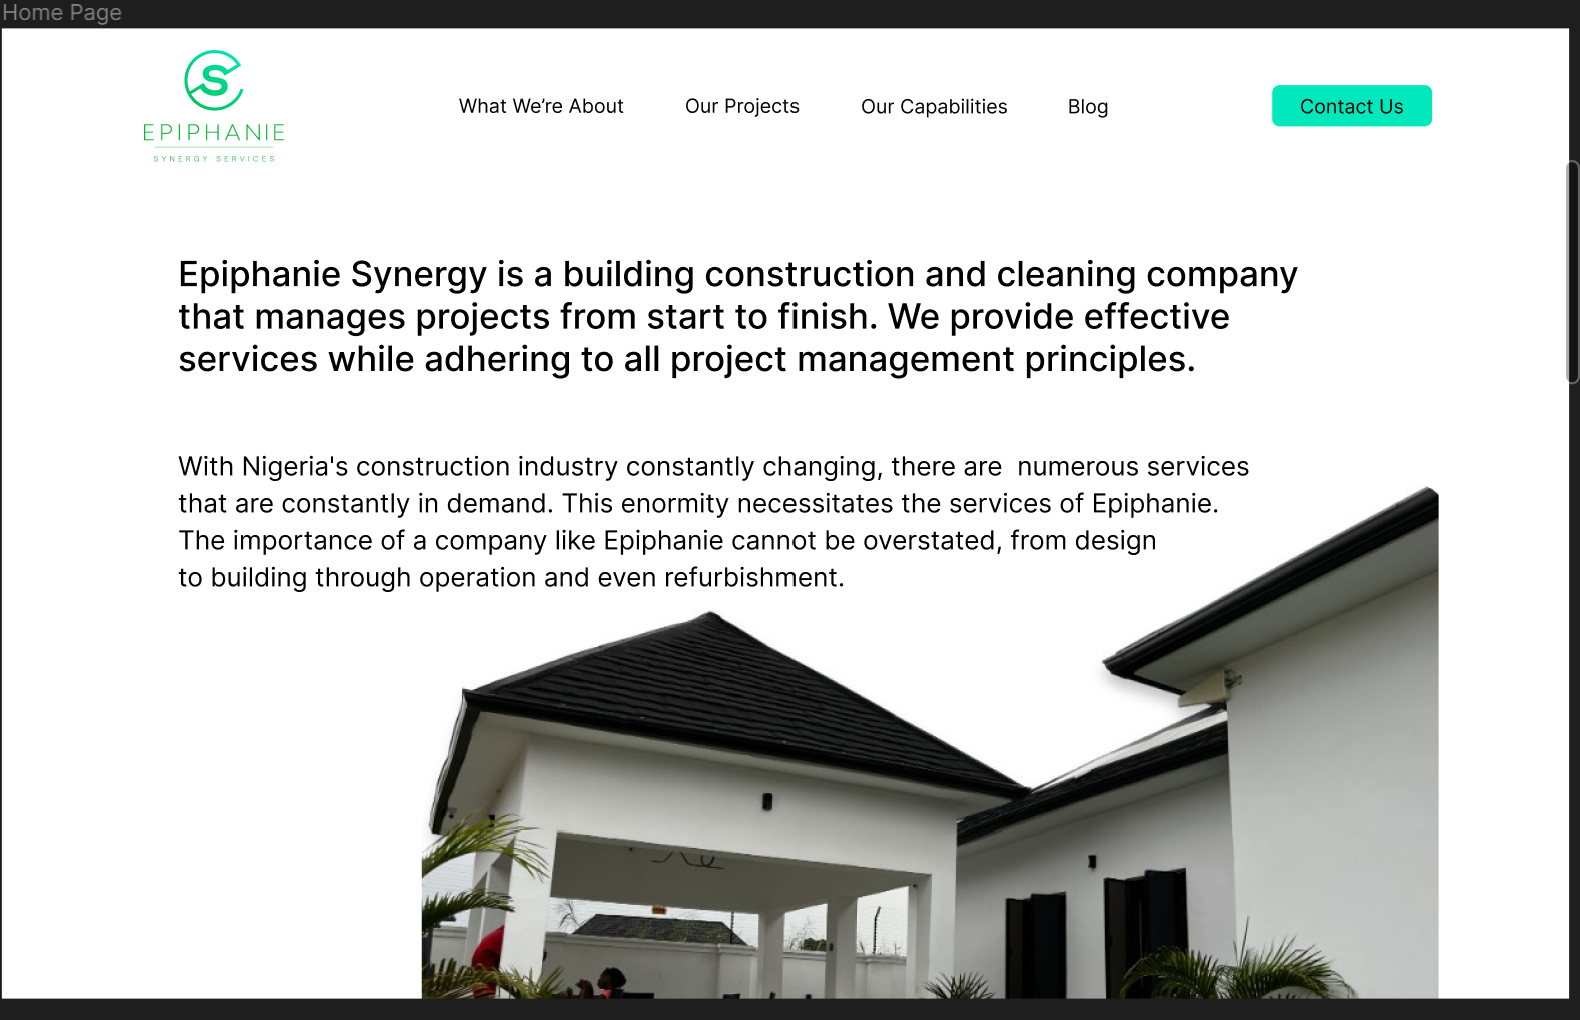 Home Page
EPIPHANIE
SYNERGY SERVICES
What We’re About
Our Projects
Our Capabilities
Blog
Contact Us
Epiphanie Synergy is a building construction and cleaning company
that manages projects from start to finish. We provide effective
services while adhering to all project management principles.
With Nigeria's construction industry constantly changing, there are  numerous services
that are constantly in demand. This enormity necessitates the services of Epiphanie.
The importance of a company like Epiphanie cannot be overstated, from design
to building through operation and even refurbishment.